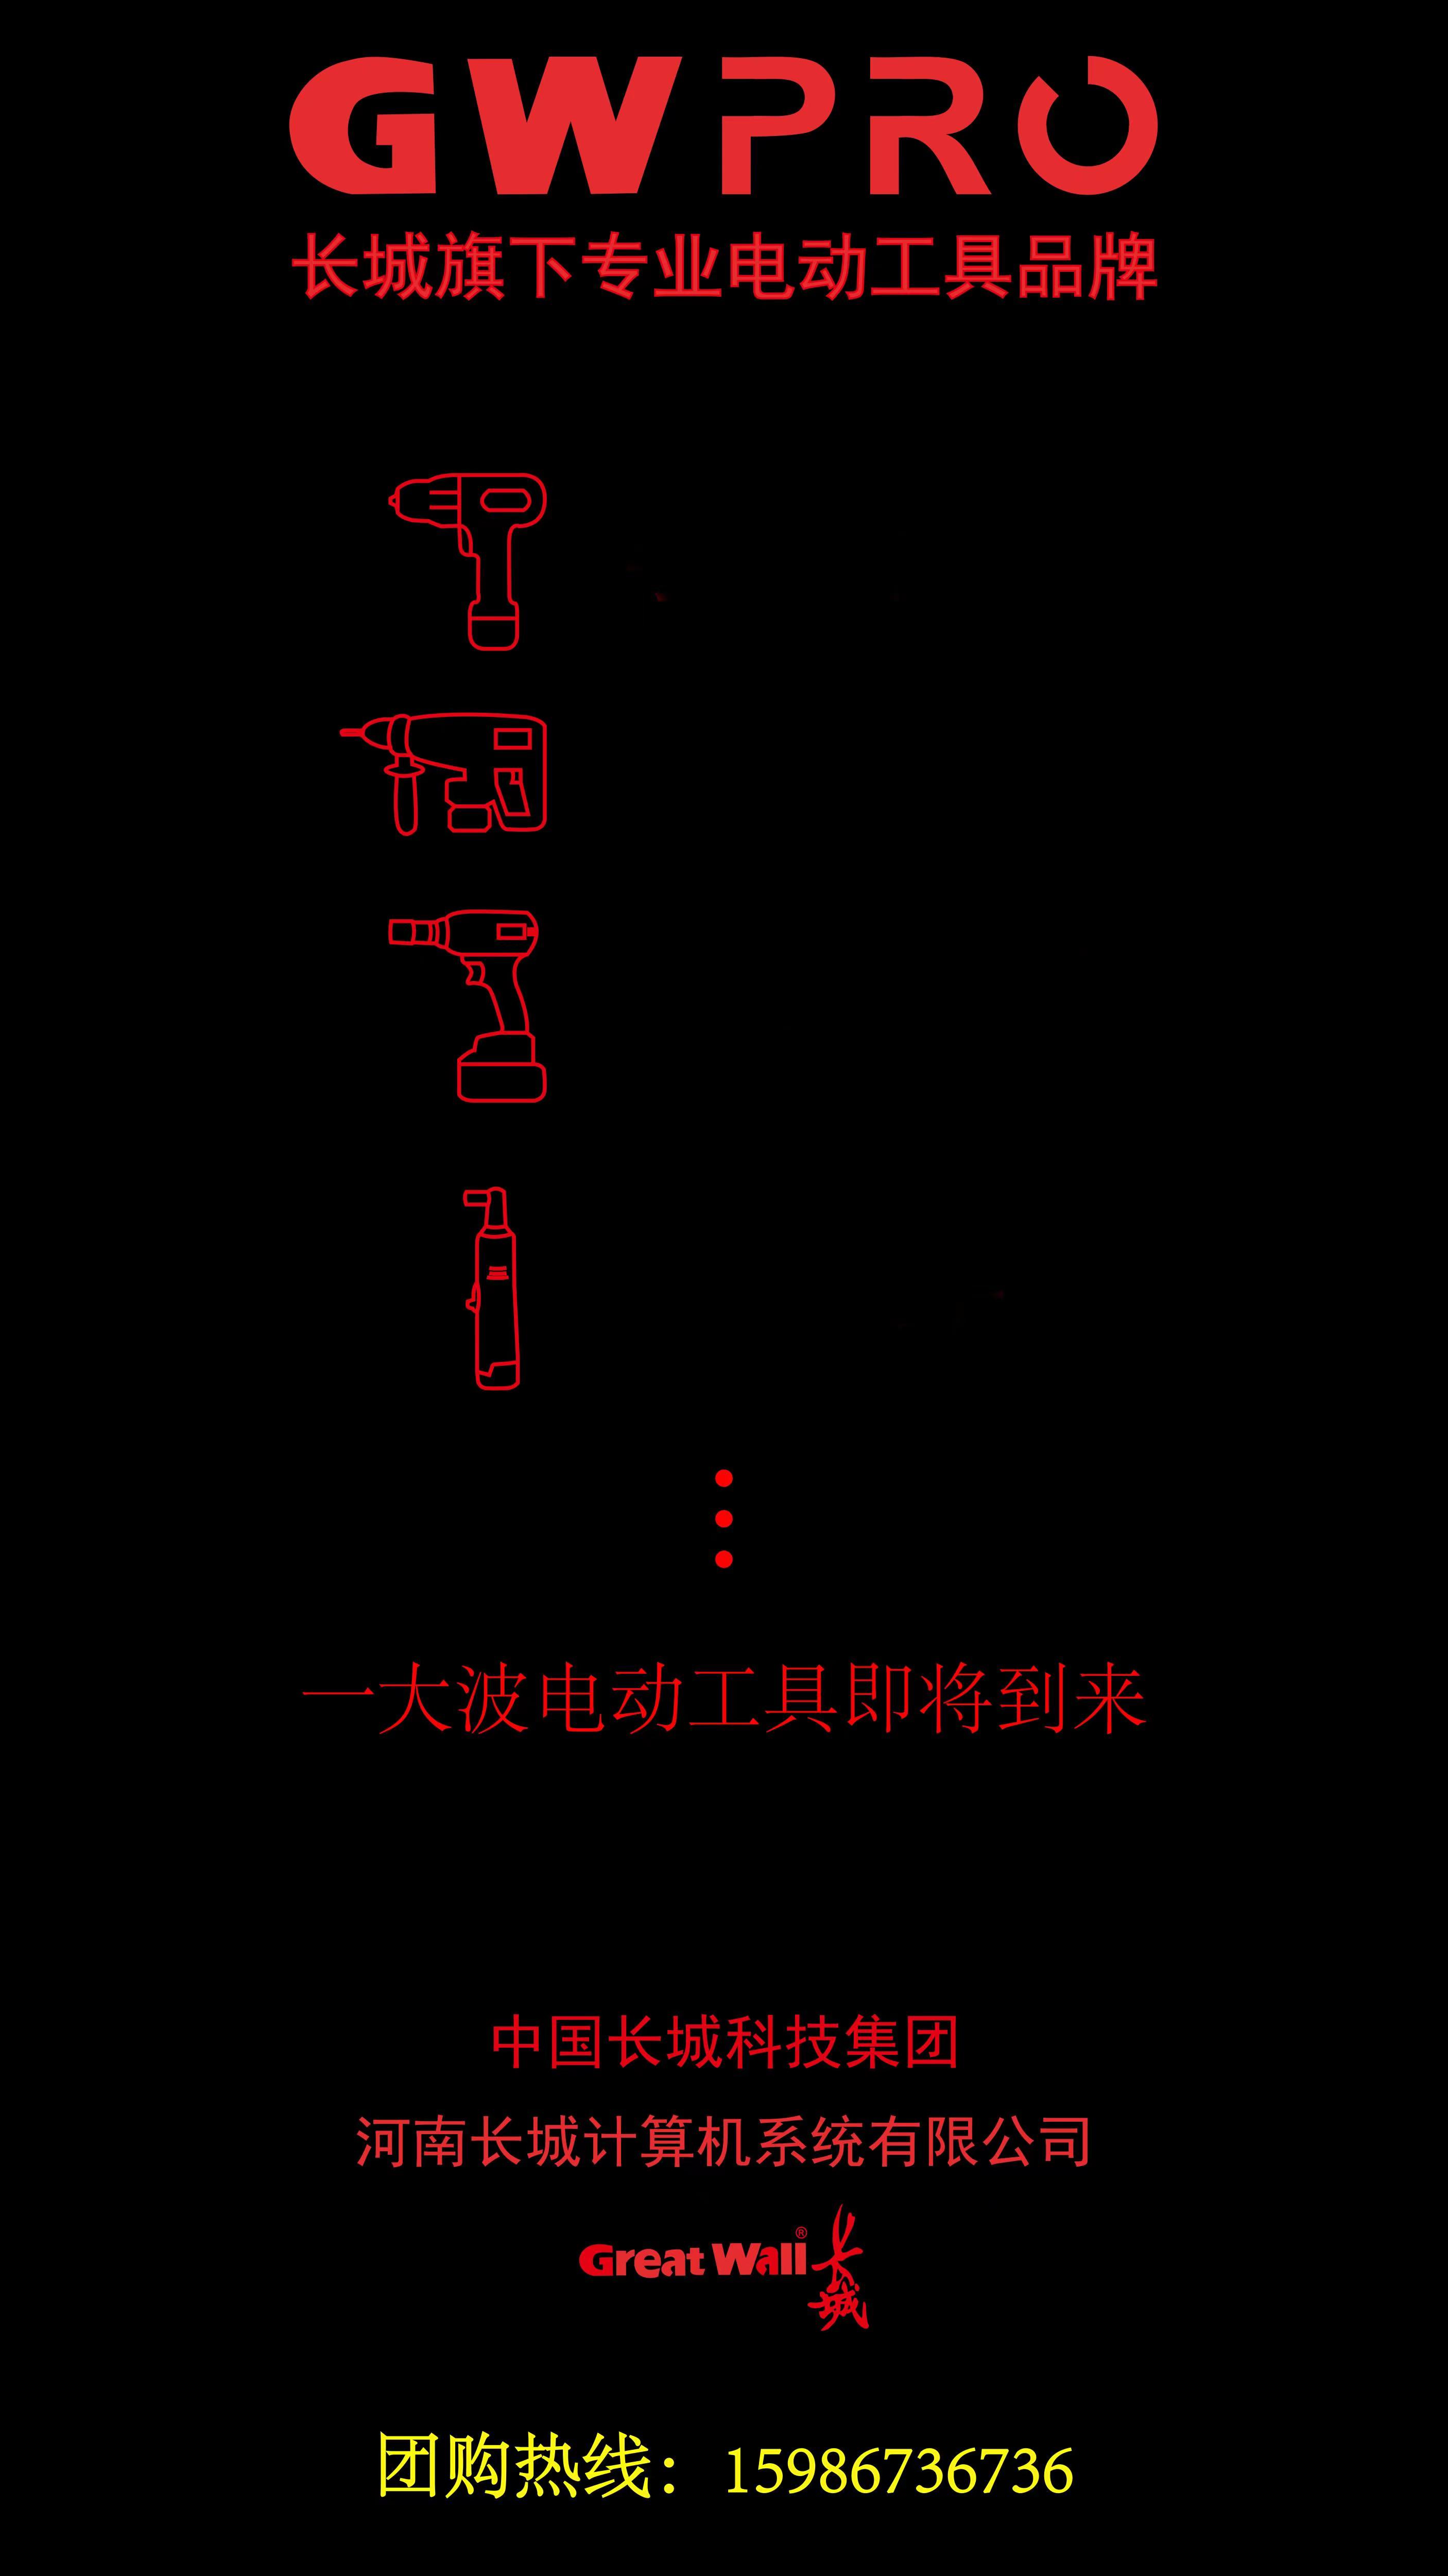 GWPRO
长城旗下专业电动工具品牌
一大波电动工具即将到来
中国长城科技集团
河南长城计算机系统有限公司
Great Wall® 长城
团购热线：15986736736